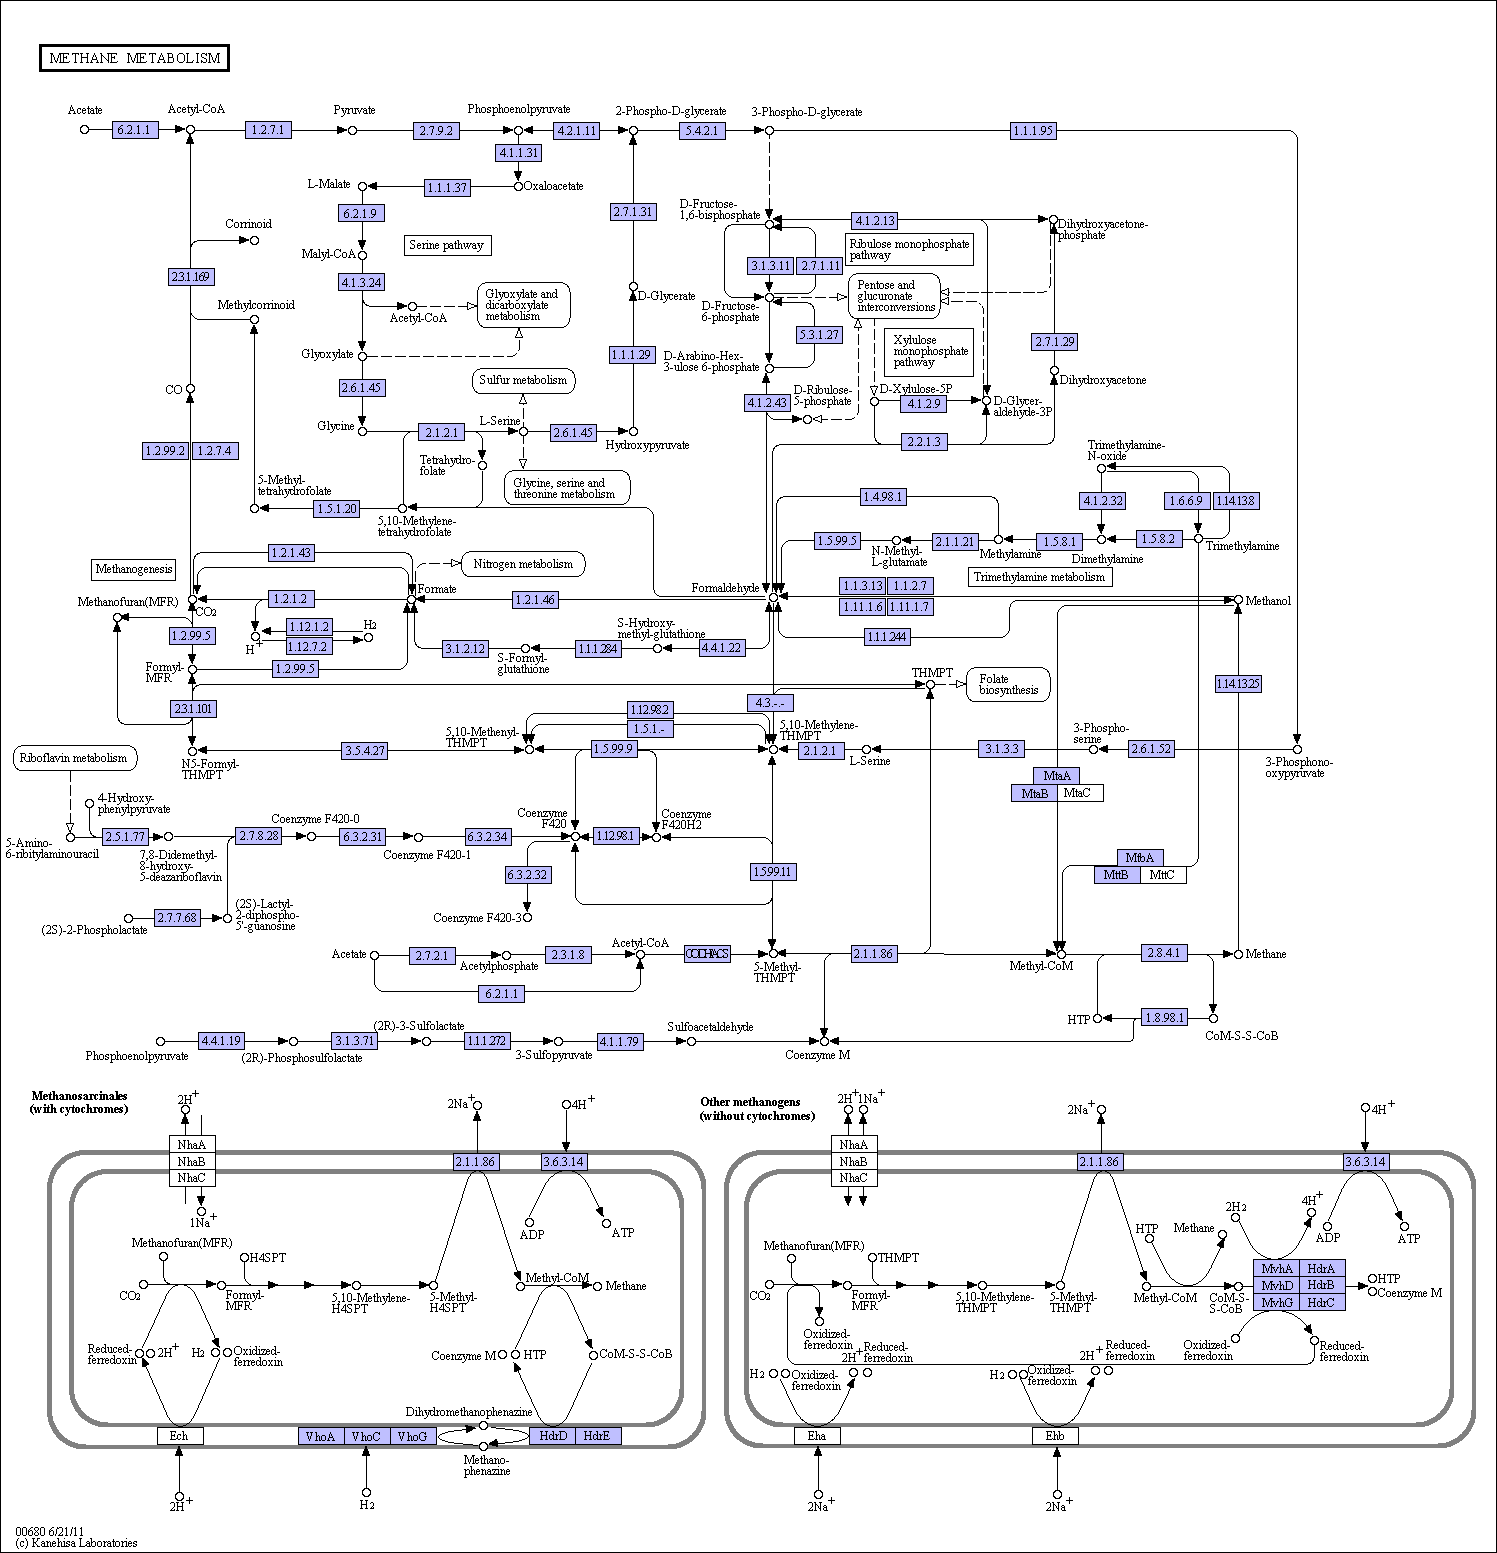 METHANE METABOLISM
Acetate
6.2.1.1
Acetyl-CoA
1.2.7.1
Pyruvate
2.7.9.2
Phosphoenolpyruvate
4.2.1.11
2-Phospho-D-glycerate
5.4.2.1
3-Phospho-D-glycerate
1.1.1.95
4.1.1.31
L-Malate
1.1.1.37
Oxaloacetate
6.2.1.9
2.7.1.31
D-Fructose-
1,6-bisphosphate
4.1.2.13
Dihydroxyacetone-
phosphate
Corrinoid
Serine pathway
Ribulose monophosphate
pathway
Malyl-CoA
3.1.3.11
2.7.1.11
2.3.1.169
4.1.3.24
Glyoxylate and
dicarboxylate
metabolism
D-Glycerate
Pentose and
glucuronate
interconversions
Methylcorrinoid
Acetyl-CoA
D-Fructose-
6-phosphate
5.3.1.27
Xylulose
monophosphate
pathway
2.7.1.29
Glyoxylate
1.1.1.29
D-Arabino-Hex-
3-ulose 6-phosphate
CO
2.6.1.45
Sulfur metabolism
Dihydroxyacetone
D-Ribulose-
5-phosphate
D-Xylulose-5P
4.1.2.43
4.1.2.9
D-Glycer-
aldehyde-3P
Glycine
2.1.2.1
L-Serine
2.6.1.45
Hydroxypyruvate
2.2.1.3
1.2.99.2
1.2.7.4
Tetrahydro-
folate
Trimethylamine-
N-oxide
5-Methyl-
tetrahydrofolate
Glycine, serine and
threonine metabolism
1.5.1.20
5,10-Methylene-
tetrahydrofolate
1.4.98.1
4.1.2.32
1.6.6.9
1.14.13.8
1.5.99.5
N-Methyl-
L-glutamate
2.1.1.21
Methylamine
1.5.8.1
Dimethylamine
1.5.8.2
Trimethylamine
Methanogenesis
1.2.1.43
Nitrogen metabolism
Trimethylamine metabolism
Methanofuran(MFR)
CO2
1.2.1.2
Formate
1.2.1.46
Formaldehyde
1.1.3.13
1.1.2.7
1.11.1.6
1.11.1.7
Methanol
1.2.99.5
H+
1.12.1.2
1.12.7.2
H2
S-Hydroxy-
methyl-glutathione
1.1.1.244
3.1.2.12
S-Formyl-
glutathione
1.1.1.284
4.4.1.22
Formyl-
MFR
1.2.99.5
THMPT
Folate
biosynthesis
1.14.13.25
2.3.1.101
4.3.-.-
1.12.98.2
1.5.1.-
5,10-Methenyl-
THMPT
5,10-Methylene-
THMPT
3-Phospho-
serine
N5-Formyl-
THMPT
3.5.4.27
1.5.99.9
2.1.2.1
L-Serine
3.1.3.3
2.6.1.52
3-Phosphono-
oxypyruvate
Riboflavin metabolism
MtaA
MtaB
MtaC
4-Hydroxy-
phenylpyruvate
Coenzyme F420-0
Coenzyme
F420
Coenzyme
F420H2
5-Amino-
6-ribitylaminouracil
2.5.1.77
2.7.8.28
6.3.2.31
6.3.2.34
1.12.98.1
7,8-Didemethyl-
8-hydroxy-
5-deazariboflavin
Coenzyme F420-1
MtbA
MttB
MttC
6.3.2.32
1.5.99.11
(2S)-2-Phospholactate
2.7.7.68
(2S)-Lactyl-
2-diphospho-
5'-guanosine
Coenzyme F420-3
Acetate
2.7.2.1
Acetylphosphate
2.3.1.8
Acetyl-CoA
5-Methyl-
THMPT
2.1.1.86
Methyl-CoM
2.8.4.1
Methane
6.2.1.1
HTP
1.8.98.1
CoM-S-S-CoB
Phosphoenolpyruvate
4.4.1.19
(2R)-Phosphosulfolactate
3.1.3.71
(2R)-3-Sulfolactate
1.1.1.272
3-Sulfopyruvate
4.1.1.79
Sulfoacetaldehyde
Coenzyme M
Methanosarcinales
(with cytochromes)
2H+
2Na+
4H+
NhaA
NhaB
NhaC
2.1.1.86
3.6.3.14
1Na+
ADP
ATP
Methanofuran(MFR)
H4SPT
CO2
Formyl-
MFR
5,10-Methylene-
H4SPT
5-Methyl-
H4SPT
Methyl-CoM
Methane
Reduced-
ferredoxin
2H+
H2
Oxidized-
ferredoxin
Coenzyme M
HTP
CoM-S-S-CoB
Dihydromethanophenazine
Ech
VhoA
VhoC
VhoG
HdrD
HdrE
Methano-
phenazine
2H+
H2
Other methanogens
(without cytochromes)
2H+
1Na+
2Na+
4H+
NhaA
NhaB
NhaC
2.1.1.86
3.6.3.14
HTP
Methane
2H2
4H+
ADP
ATP
Methanofuran(MFR)
THMPT
CO2
Formyl-
MFR
5,10-Methylene-
THMPT
5-Methyl-
THMPT
Methyl-CoM
CoM-S-
S-CoB
MvhA
HdrA
MvhD
HdrB
MvhG
HdrC
HTP
Coenzyme M
Oxidized-
ferredoxin
Oxidized-
ferredoxin
Reduced-
ferredoxin
H2
Oxidized-
ferredoxin
2H+
Reduced-
ferredoxin
H2
Oxidized-
ferredoxin
2H+
Reduced-
ferredoxin
Eha
Ehb
2Na+
2Na+
00680 6/21/11
(c) Kanehisa Laboratories